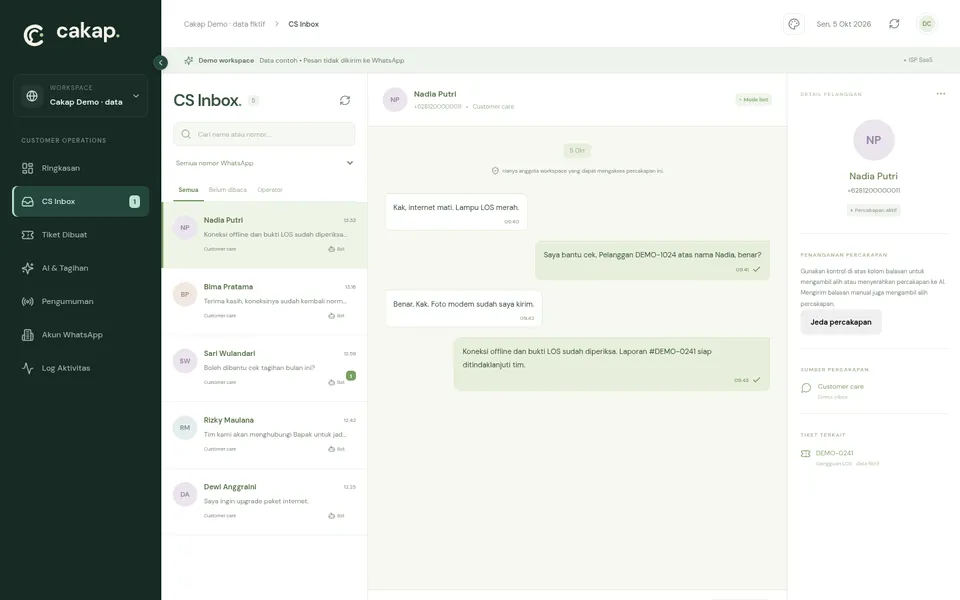 cakap.
WORKSPACE
Cakap Demo · data
CUSTOMER OPERATIONS
Ringkasan
CS Inbox
1
Tiket Dibuat
AI & Tagihan
Pengumuman
Akun WhatsApp
Log Aktivitas
Cakap Demo · data fiktif
CS Inbox
Sen, 5 Okt 2026
DC
Demo workspace
Data contoh • Pesan tidak dikirim ke WhatsApp
• ISP SaaS
CS Inbox.
5
Cari nama atau nomor...
Semua nomor WhatsApp
Semua
Belum dibaca
Operator
NP
Nadia Putri
13:33
Koneksi offline dan bukti LOS sudah diperiksa...
Customer care
Bot
BP
Bima Pratama
13:18
Terima kasih, koneksinya sudah kembali norm...
Customer care
Bot
SW
Sari Wulandari
12:59
Boleh dibantu cek tagihan bulan ini?
Customer care
Bot
1
RM
Rizky Maulana
12:43
Tim kami akan menghubungi Bapak untuk jad...
Customer care
Bot
DA
Dewi Anggraini
12:25
Saya ingin upgrade paket internet.
Customer care
Bot
NP
Nadia Putri
+6281200000011 • Customer care
• Mode bot
5 Okt
Hanya anggota workspace yang dapat mengakses percakapan ini.
Kak, internet mati. Lampu LOS merah.
09:40
Saya bantu cek. Pelanggan DEMO-1024 atas nama Nadia, benar?
09:41
Benar, Kak. Foto modem sudah saya kirim.
09:43
Koneksi offline dan bukti LOS sudah diperiksa. Laporan #DEMO-0241 siap
ditindaklanjuti tim.
09:43
DETAIL PELANGGAN
NP
Nadia Putri
+6281200000011
• Percakapan aktif
PENANGANAN PERCAKAPAN
Gunakan kontrol di atas kolom balasan untuk
mengambil alih atau menyerahkan percakapan ke AI.
Mengirim balasan manual juga mengambil alih
percakapan.
Jeda percakapan
SUMBER PERCAKAPAN
Customer care
TIKET TERKAIT
DEMO-0241
Gangguan LOS · data fiktif